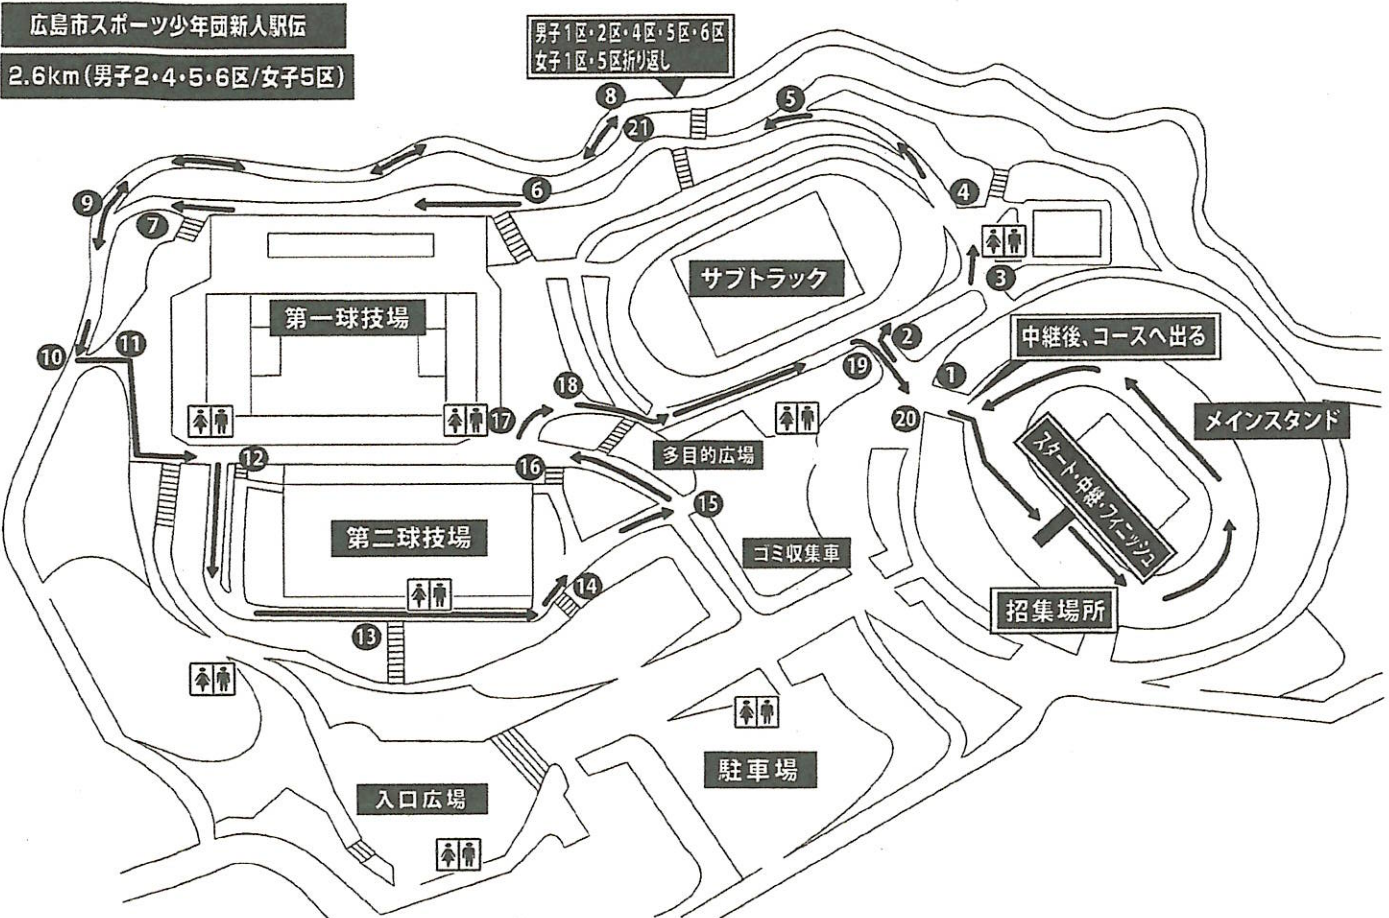 広島市スポーツ少年団新人駅伝
2.6km(男子2・4・5・6区/女子5区)
男子1区・2区・4区・5区・6区
女子1区・5区折り返し
8
5
21
6
9
7
4
3
サブトラック
第一球技場
10
11
2
中継後、コースへ出る
19
1
18
17
20
メインスタンド
多目的広場
スタート・中継・フィニッシュ
12
16
15
第二球技場
ゴミ収集車
14
招集場所
13
駐車場
入口広場